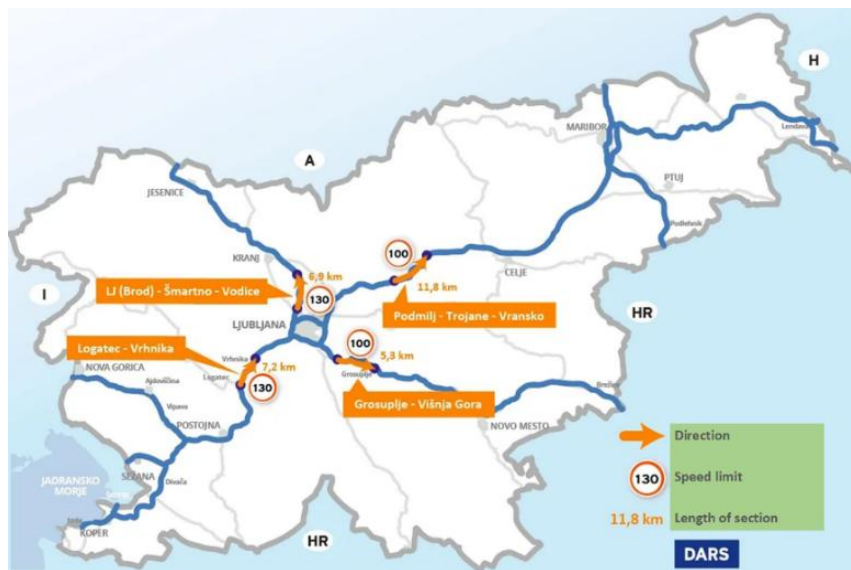 H
MARIBOR
Lendava
A
PTUJ
JESENICE
Podlehnik
100
KRANJ
6,9 km
CELJE
I
LJ (Brod) - Šmartno - Vodice
130
11,8 km
HR
Podmilj - Trojane - Vransko
LJUBLJANA
100
Logatec - Vrhnika
Vrhnika
5,3 km
NOVA GORICA
7,2 km
Grosuplje
Logatec
130
Ajdovščina
Grosuplje - Višnja Gora
Brežice
Vipava
POSTOJNA
NOVO MESTO
Direction
SEŽANA
JADRANSKO
MORJE
Divača
130
Speed limit
KOPER
11,8 km
Length of section
HR
DARS